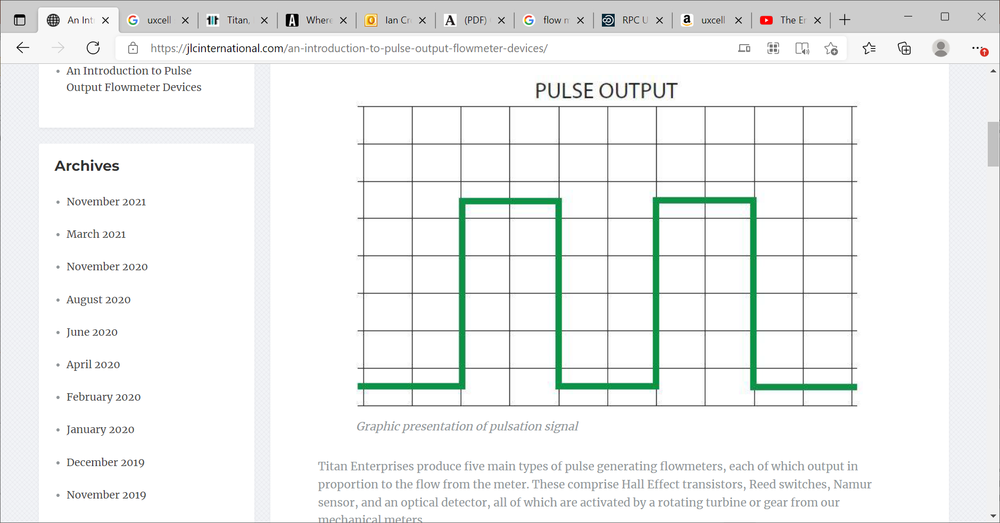 An Int
uxcell
Titan,
Where
Ian Cr
(PDF)
flow m
RPC U
uxcell
The Er
https://jlcinternational.com/an-introduction-to-pulse-output-flowmeter-devices/
An Introduction to Pulse
Output Flowmeter Devices
Archives
November 2021
March 2021
November 2020
August 2020
June 2020
April 2020
February 2020
January 2020
December 2019
November 2019
PULSE OUTPUT
Graphic presentation of pulsation signal
Titan Enterprises produce five main types of pulse generating flowmeters, each of which output in
proportion to the flow from the meter. These comprise Hall Effect transistors, Reed switches, Namur
sensor, and an optical detector, all of which are activated by a rotating turbine or gear from our
mechanical meters.